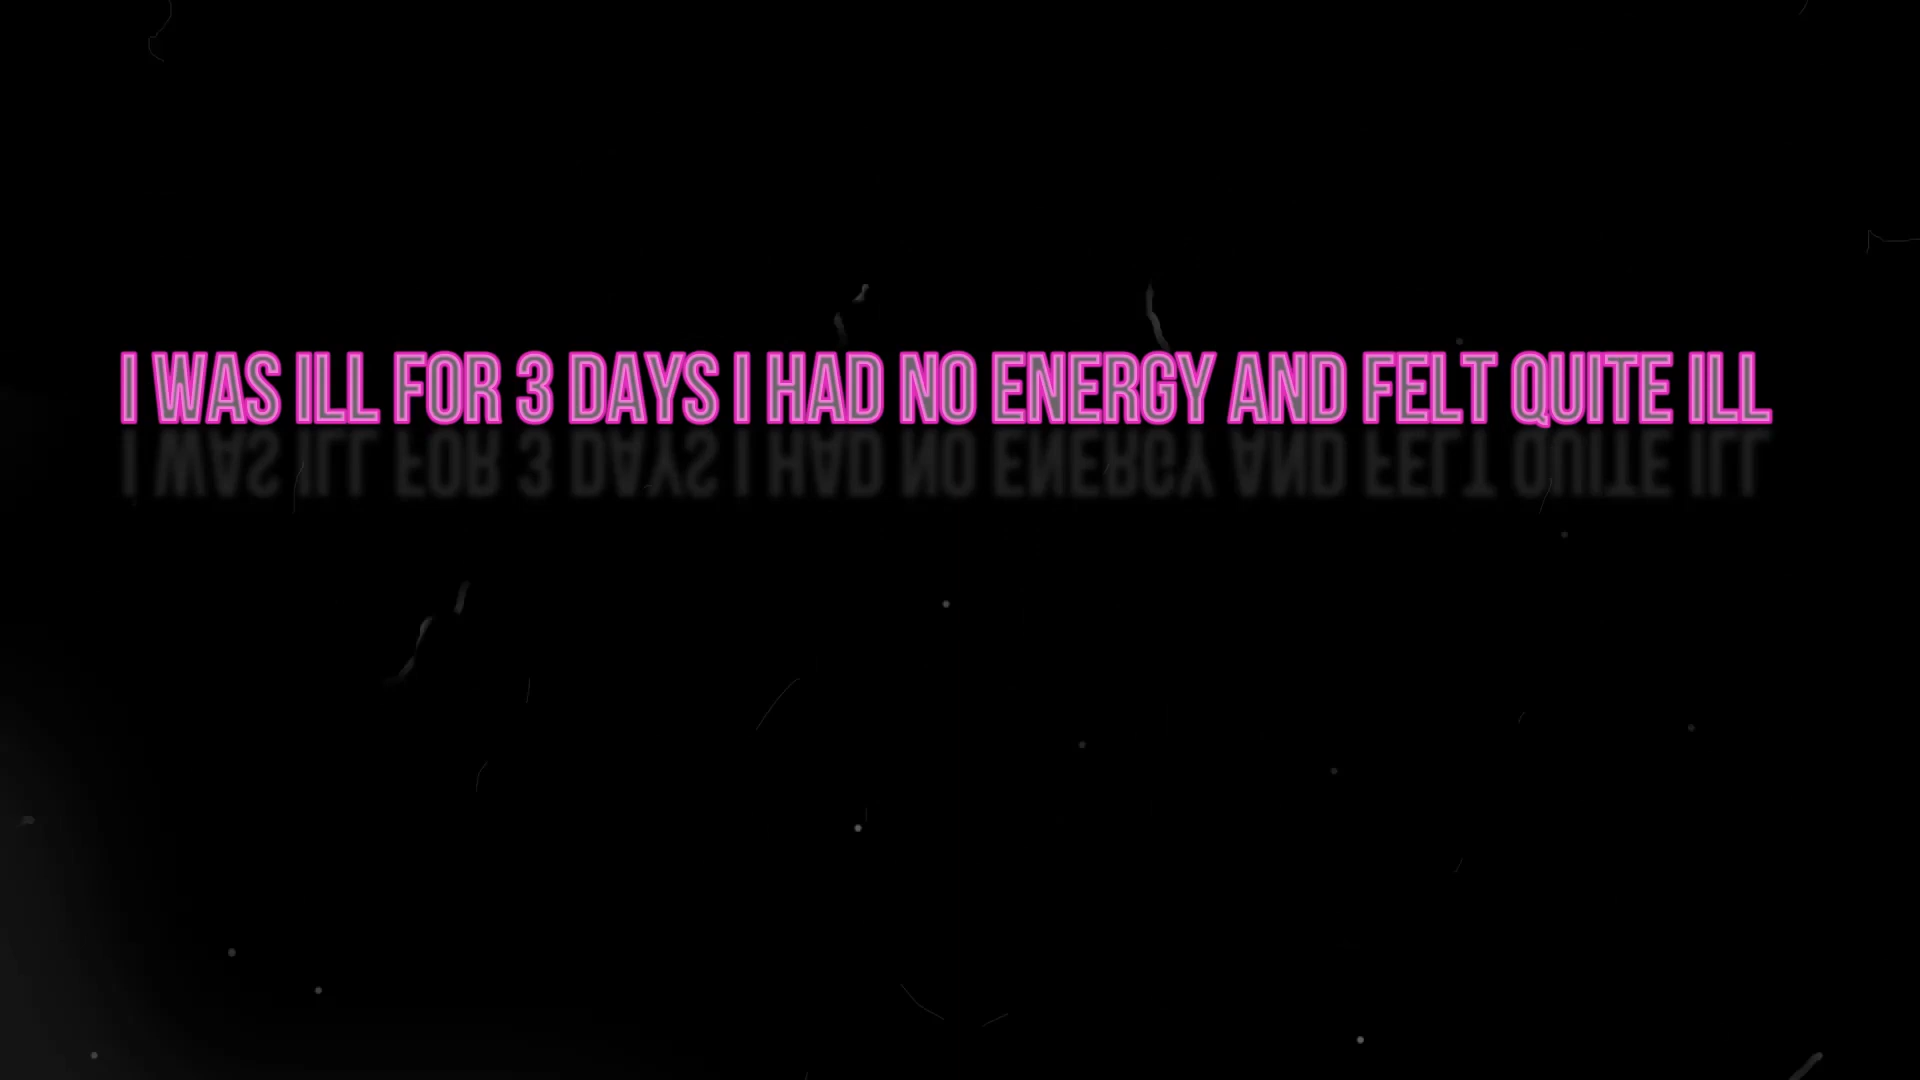 I WAS ILL FOR 3 DAYS I HAD NO ENERGY AND FELT QUITE ILL